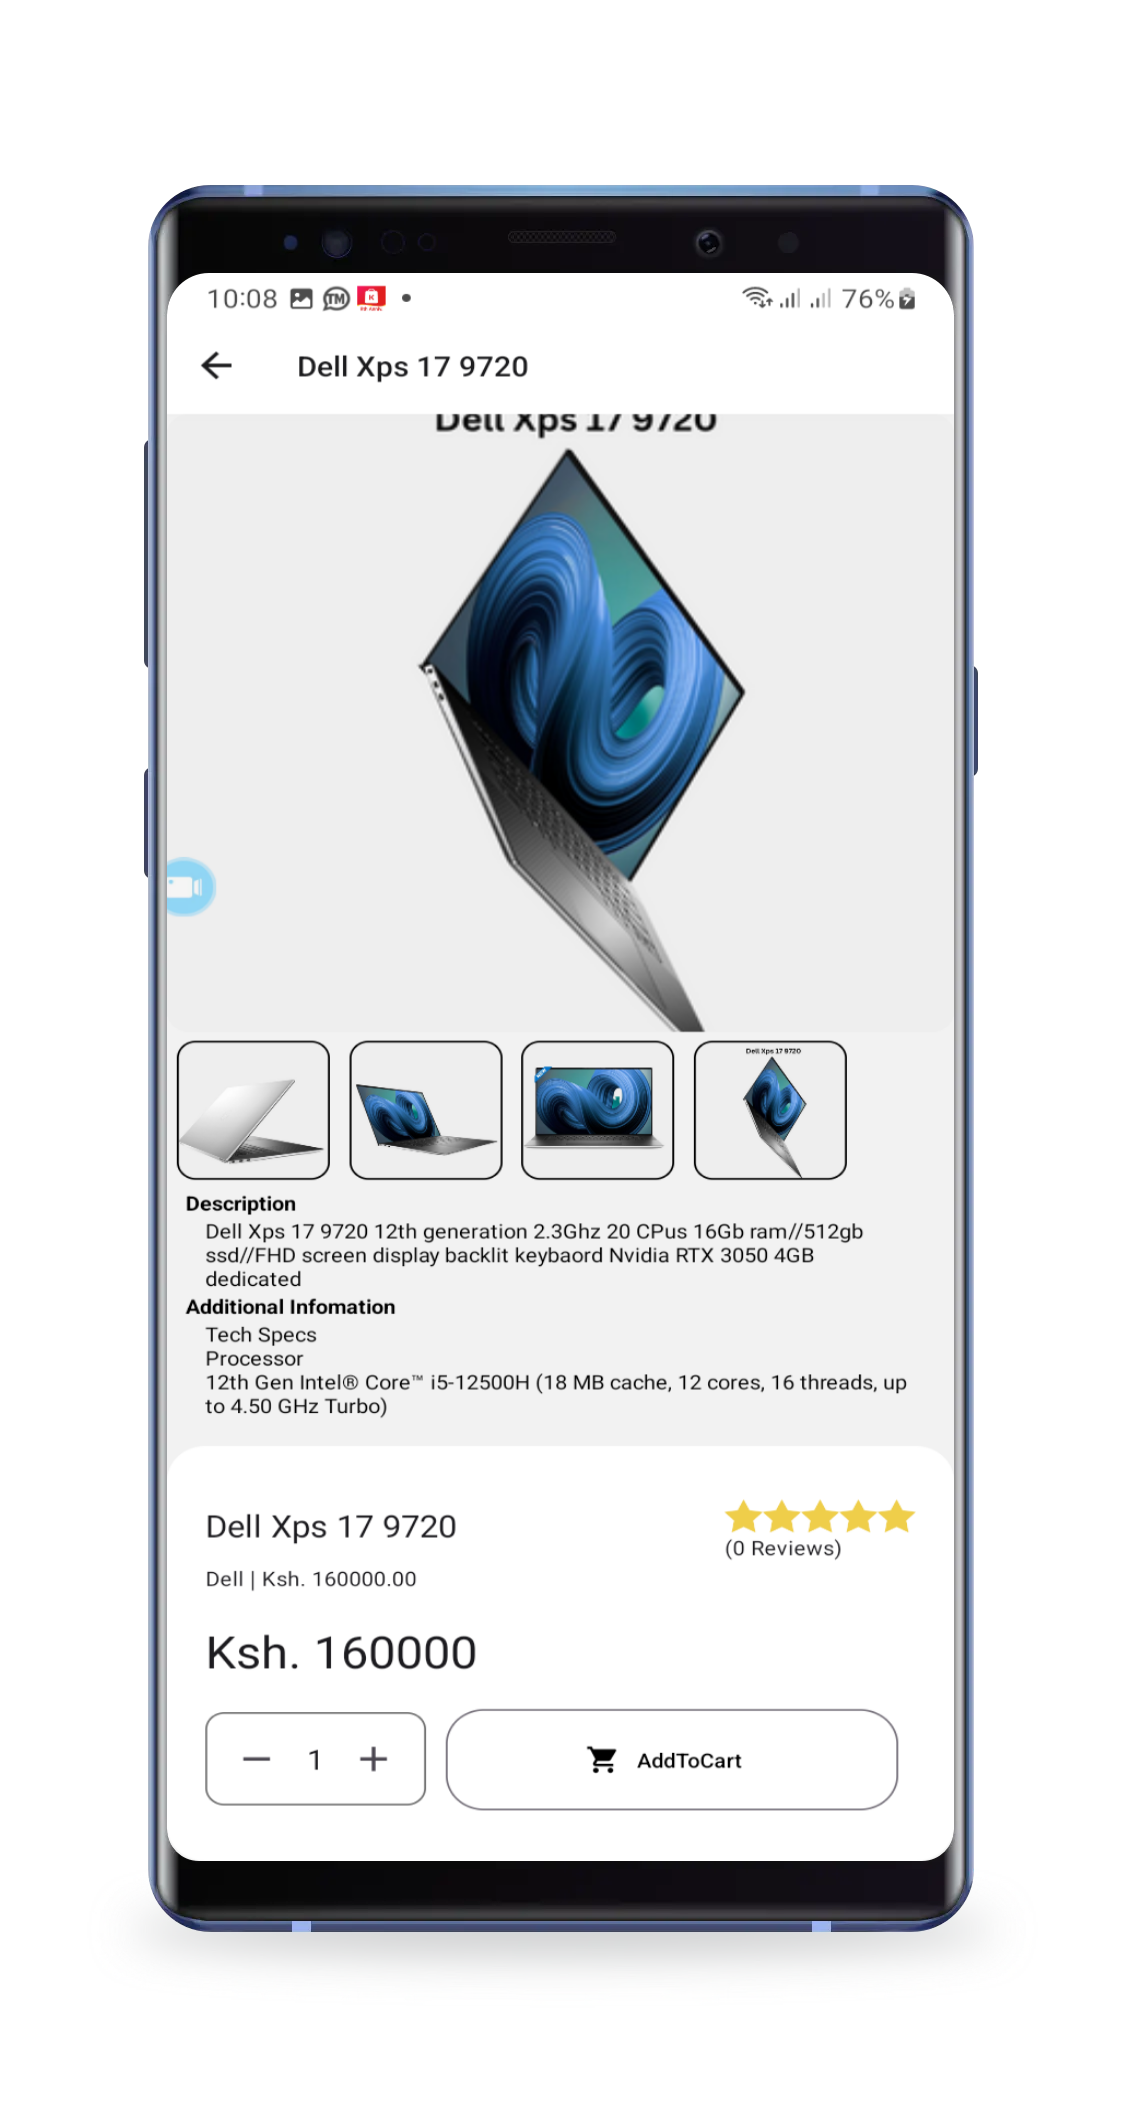 10:08 TM 76%
Dell Xps 17 9720
Dell Xps 17 9720
Dell Xps 17 9720
Description
Dell Xps 17 9720 12th generation 2.3Ghz 20 CPus 16Gb ram//512gb
ssd//FHD screen display backlit keybaord Nvidia RTX 3050 4GB
dedicated
Additional Infomation
Tech Specs
Processor
12th Gen Intel® Core™ i5-12500H (18 MB cache, 12 cores, 16 threads, up
to 4.50 GHz Turbo)
Dell Xps 17 9720
(0 Reviews)
Dell | Ksh. 160000.00
Ksh. 160000
1
AddToCart